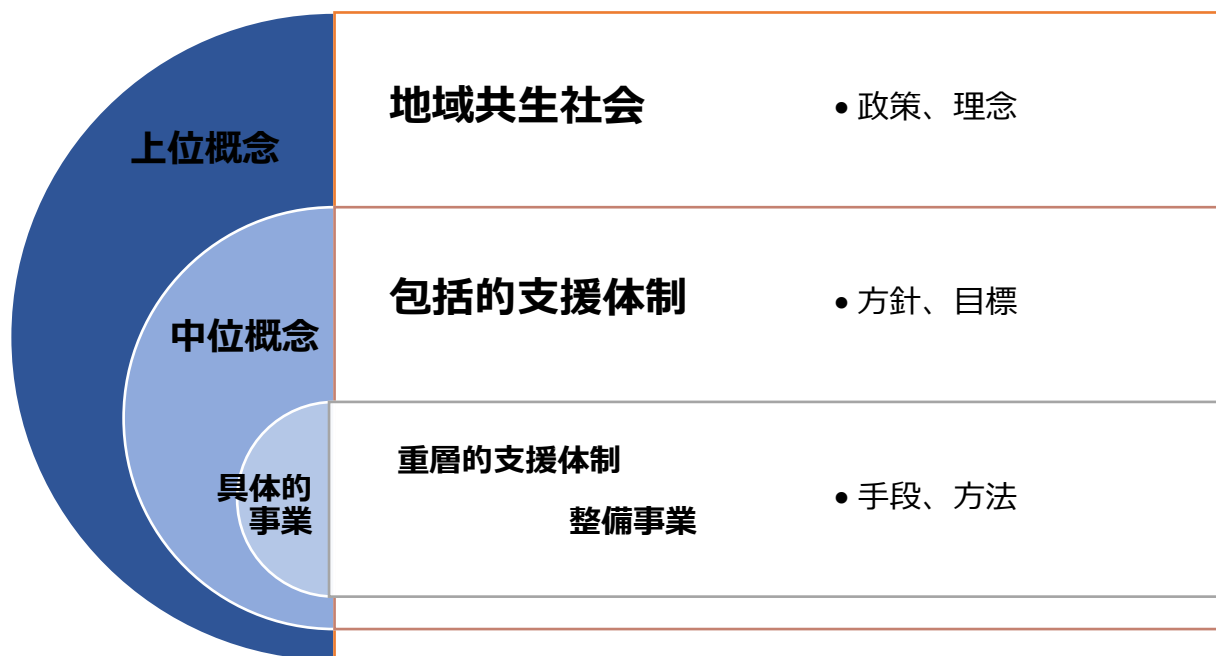 上位概念
地域共生社会
• 政策、理念
中位概念
包括的支援体制
• 方針、目標
具体的
事業
重層的支援体制
整備事業
• 手段、方法